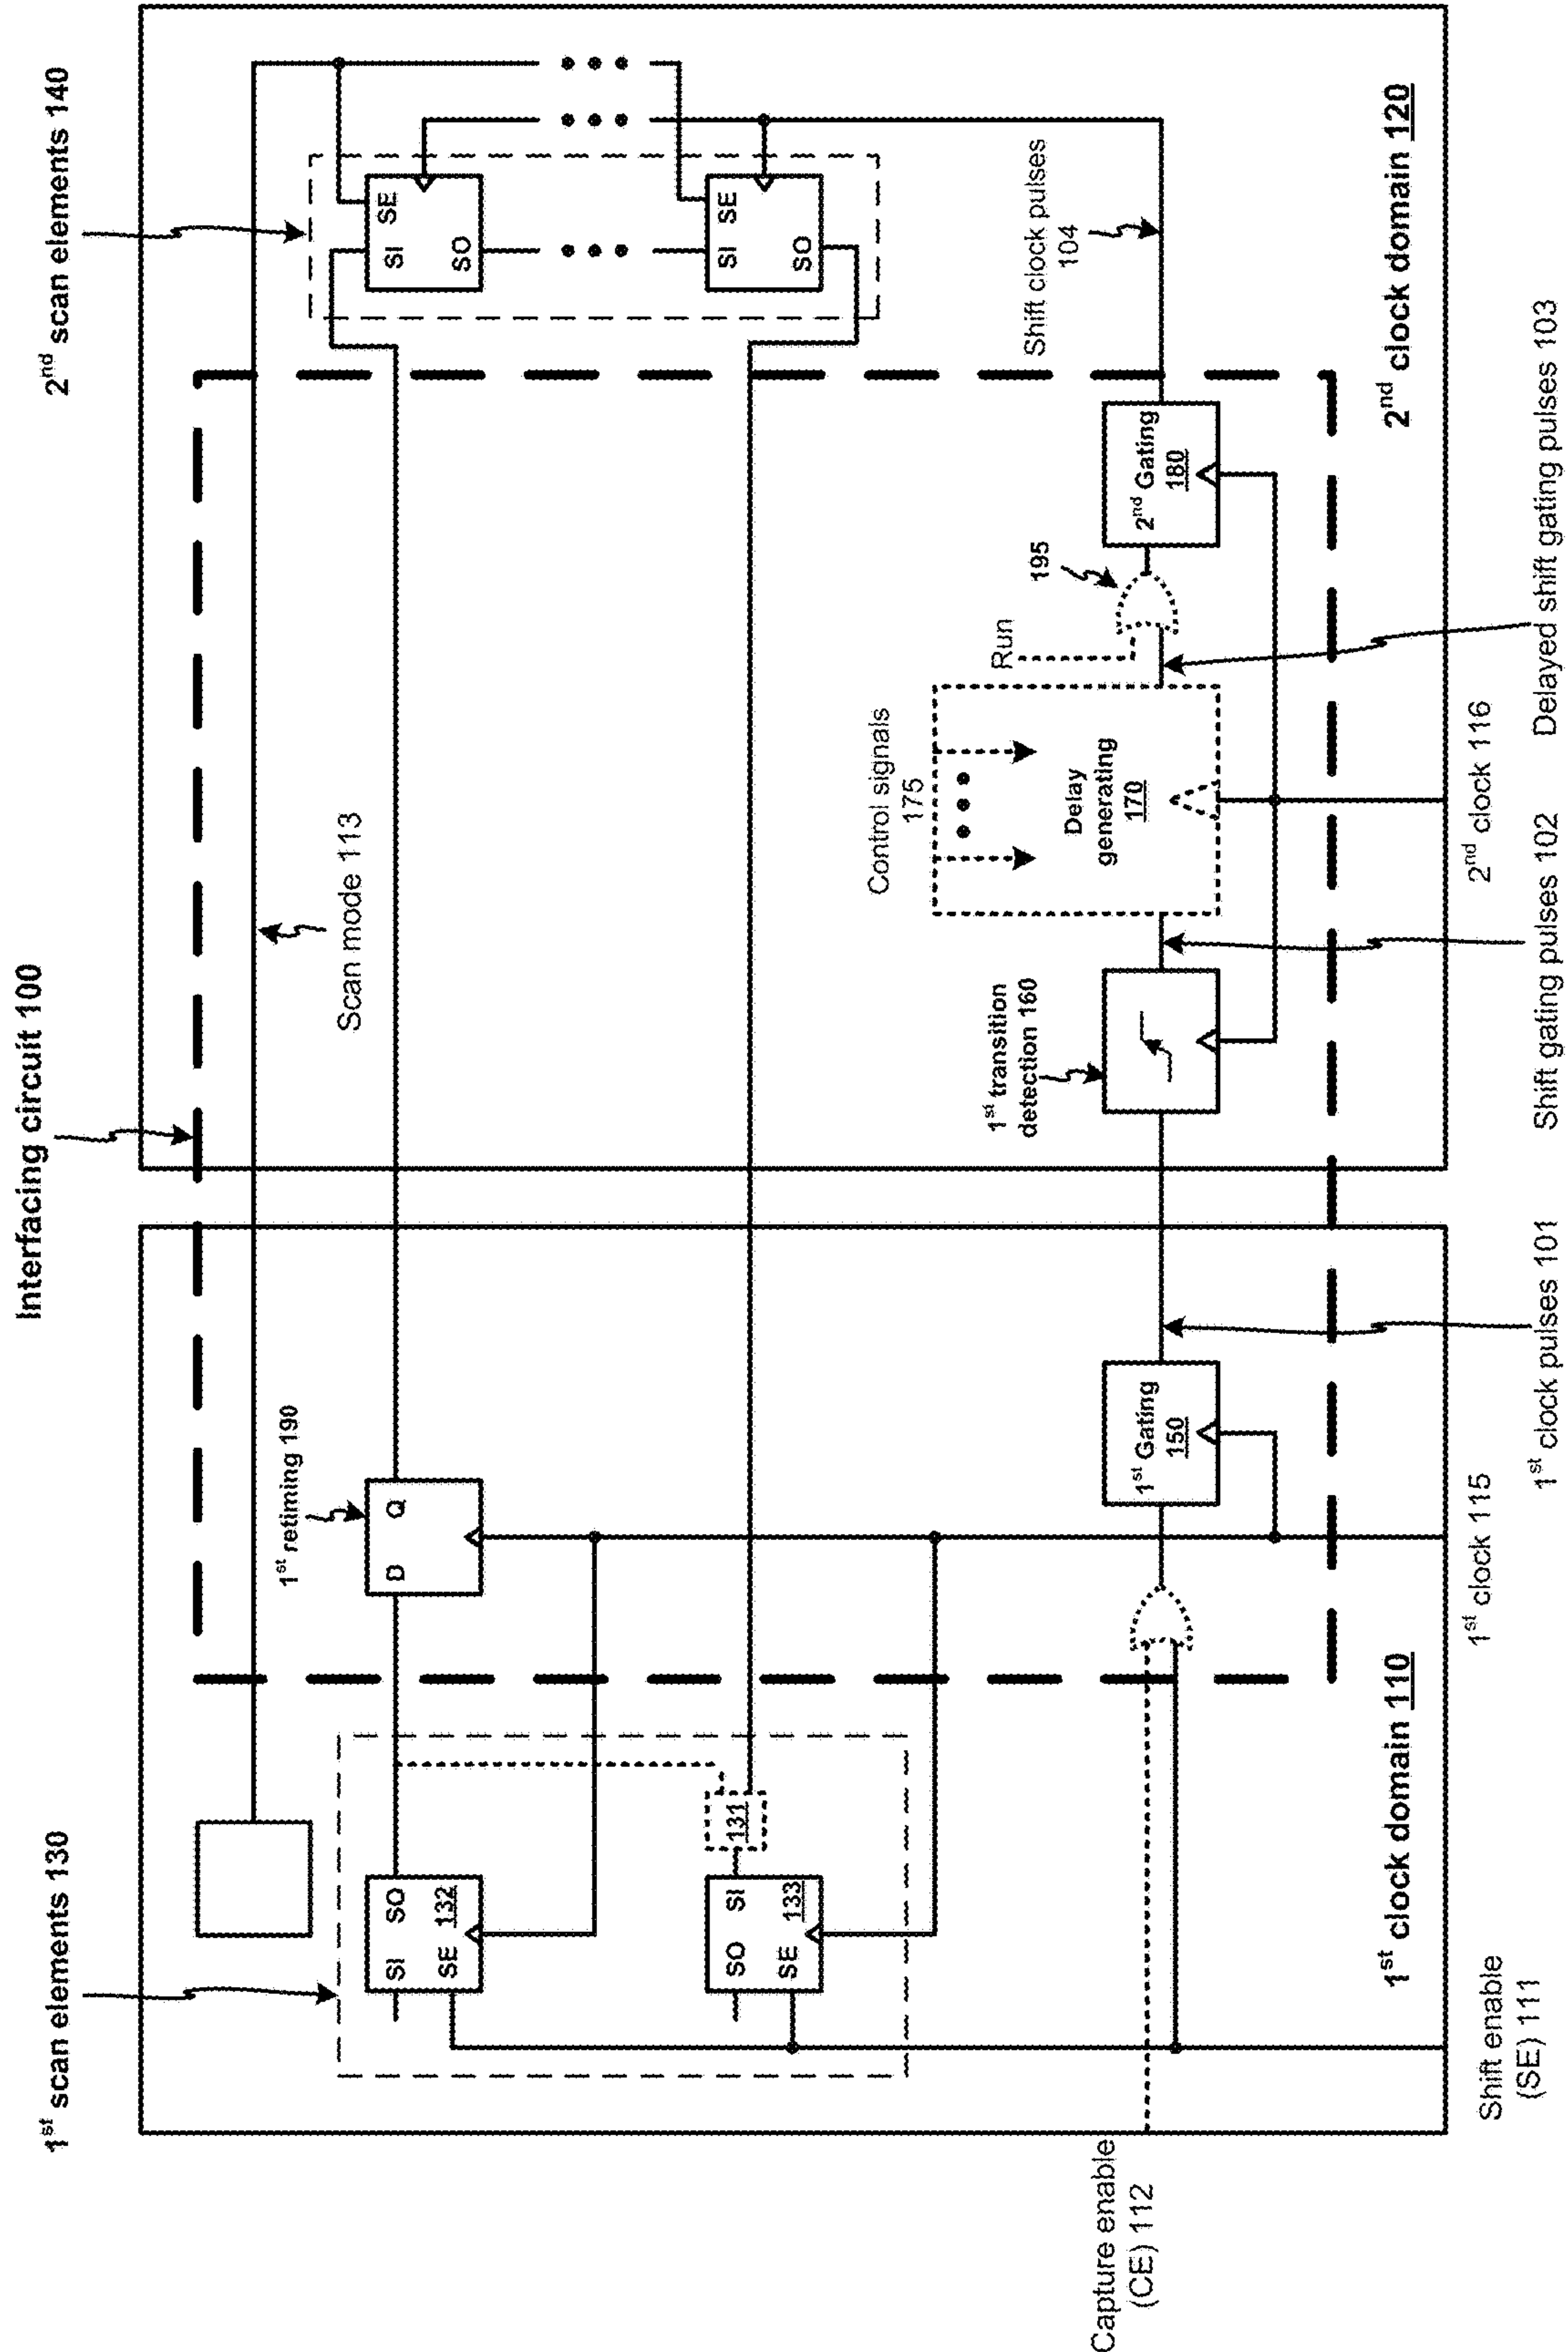 Interfacing circuit 100
1st scan elements 130
2nd scan elements 140
Scan mode 113
1st retiming 190
D Q
SI SO
SE 132
SO SI
SE 133
131
SI SE
SO
SI SE
SO
Shift clock pulses
104
Control signals
175
Run
195
1st transition
detection 160
Delay
generating
170
1st Gating
150
2nd Gating
180
Capture enable
(CE) 112
1st clock domain 110
2nd clock domain 120
Shift enable
(SE) 111
1st clock 115
2nd clock 116
1st clock pulses 101
Shift gating pulses 102
Delayed shift gating pulses 103